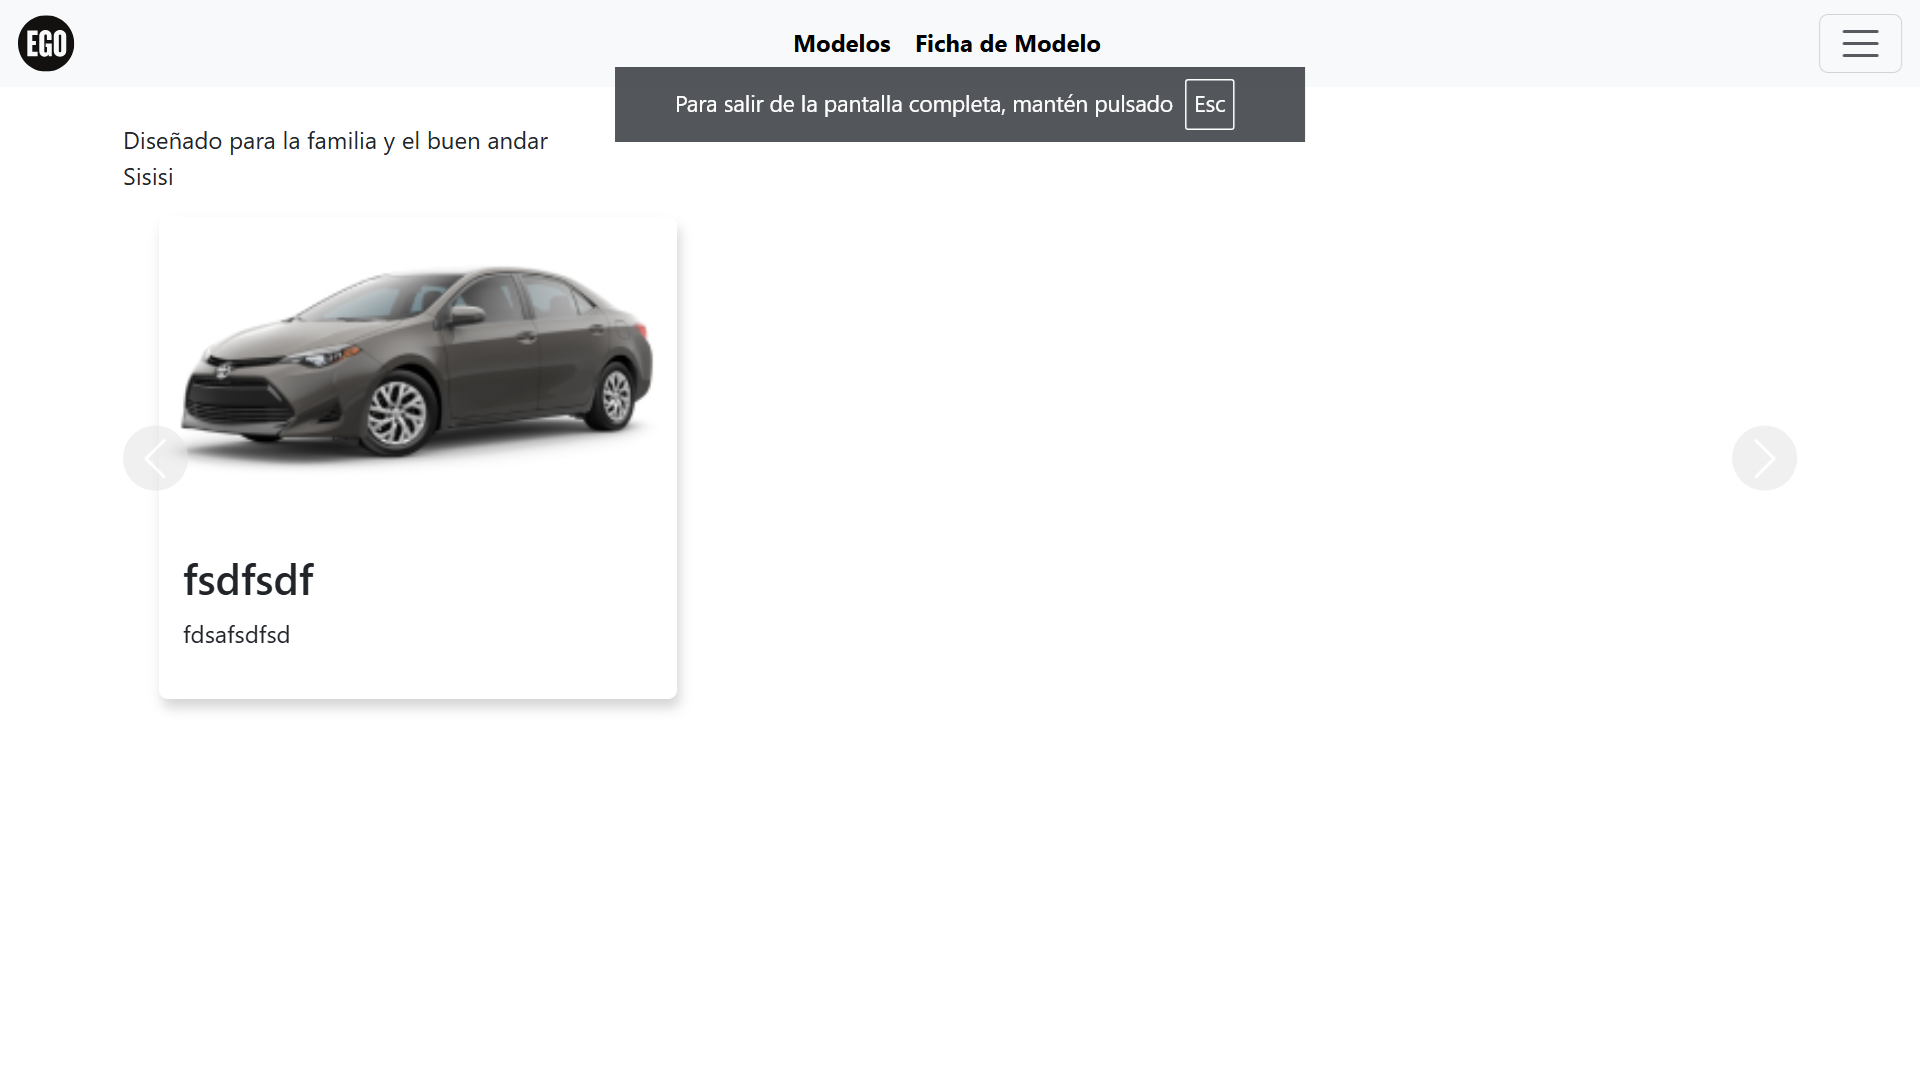 EGO
Modelos
Ficha de Modelo
Para salir de la pantalla completa, mantén pulsado Esc
Diseñado para la familia y el buen andar
Sisisi
fsdfsdf
fdsafsdfsd